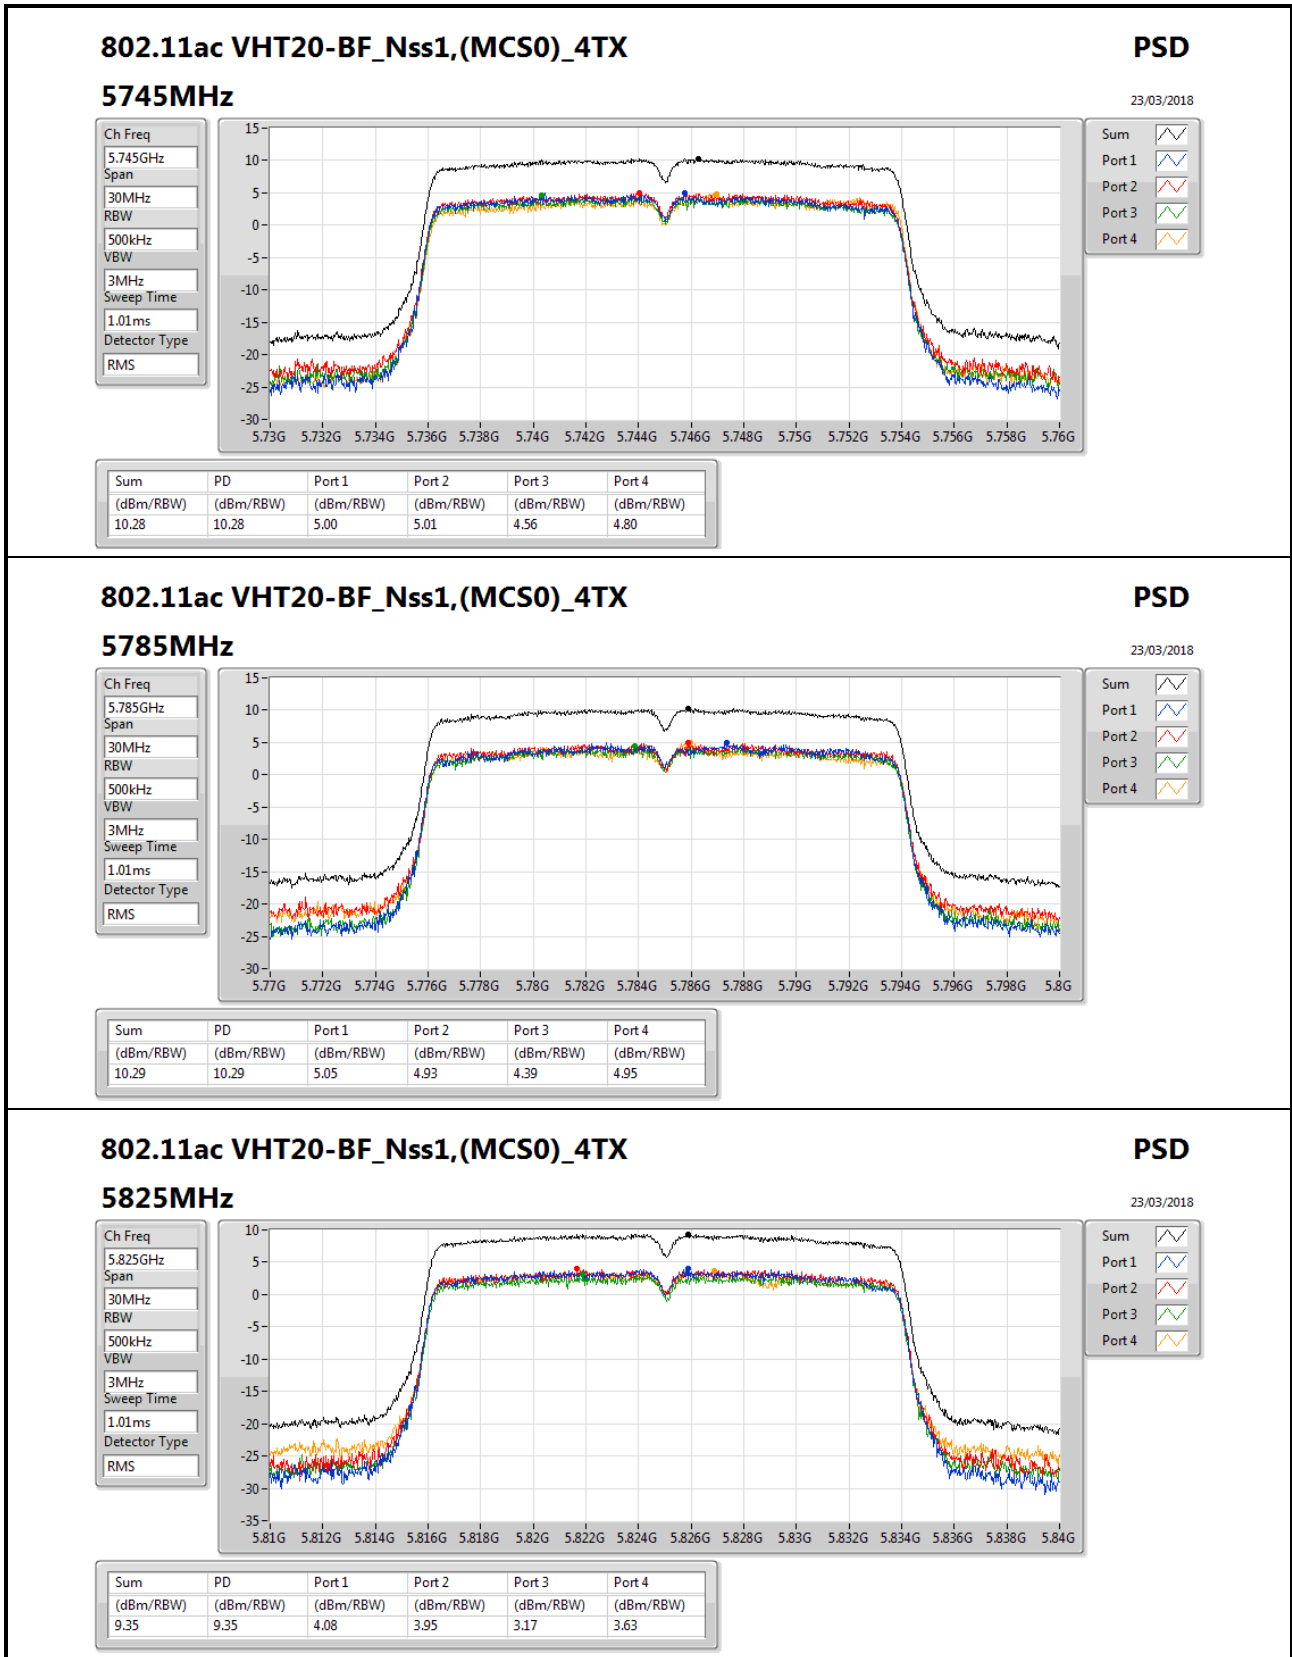 802.11ac VHT20-BF_Nss1,(MCS0)_4TX PSD
5745MHz 23/03/2018
Ch Freq
5.745GHz
Span
30MHz
RBW
500kHz
VBW
3MHz
Sweep Time
1.01ms
Detector Type
RMS
15
10
5
0
-5
-10
-15
-20
-25
-30
5.73G 5.732G 5.734G 5.736G 5.738G 5.74G 5.742G 5.744G 5.746G 5.748G 5.75G 5.752G 5.754G 5.756G 5.758G 5.76G
Sum
Port 1
Port 2
Port 3
Port 4
Sum PD Port 1 Port 2 Port 3 Port 4
(dBm/RBW) (dBm/RBW) (dBm/RBW) (dBm/RBW) (dBm/RBW) (dBm/RBW)
10.28 10.28 5.00 5.01 4.56 4.80
802.11ac VHT20-BF_Nss1,(MCS0)_4TX PSD
5785MHz 23/03/2018
Ch Freq
5.785GHz
Span
30MHz
RBW
500kHz
VBW
3MHz
Sweep Time
1.01ms
Detector Type
RMS
15
10
5
0
-5
-10
-15
-20
-25
-30
5.77G 5.772G 5.774G 5.776G 5.778G 5.78G 5.782G 5.784G 5.786G 5.788G 5.79G 5.792G 5.794G 5.796G 5.798G 5.8G
Sum
Port 1
Port 2
Port 3
Port 4
Sum PD Port 1 Port 2 Port 3 Port 4
(dBm/RBW) (dBm/RBW) (dBm/RBW) (dBm/RBW) (dBm/RBW) (dBm/RBW)
10.29 10.29 5.05 4.93 4.39 4.95
802.11ac VHT20-BF_Nss1,(MCS0)_4TX PSD
5825MHz 23/03/2018
Ch Freq
5.825GHz
Span
30MHz
RBW
500kHz
VBW
3MHz
Sweep Time
1.01ms
Detector Type
RMS
10
5
0
-5
-10
-15
-20
-25
-30
-35
5.81G 5.812G 5.814G 5.816G 5.818G 5.82G 5.822G 5.824G 5.826G 5.828G 5.83G 5.832G 5.834G 5.836G 5.838G 5.84G
Sum
Port 1
Port 2
Port 3
Port 4
Sum PD Port 1 Port 2 Port 3 Port 4
(dBm/RBW) (dBm/RBW) (dBm/RBW) (dBm/RBW) (dBm/RBW) (dBm/RBW)
9.35 9.35 4.08 3.95 3.17 3.63